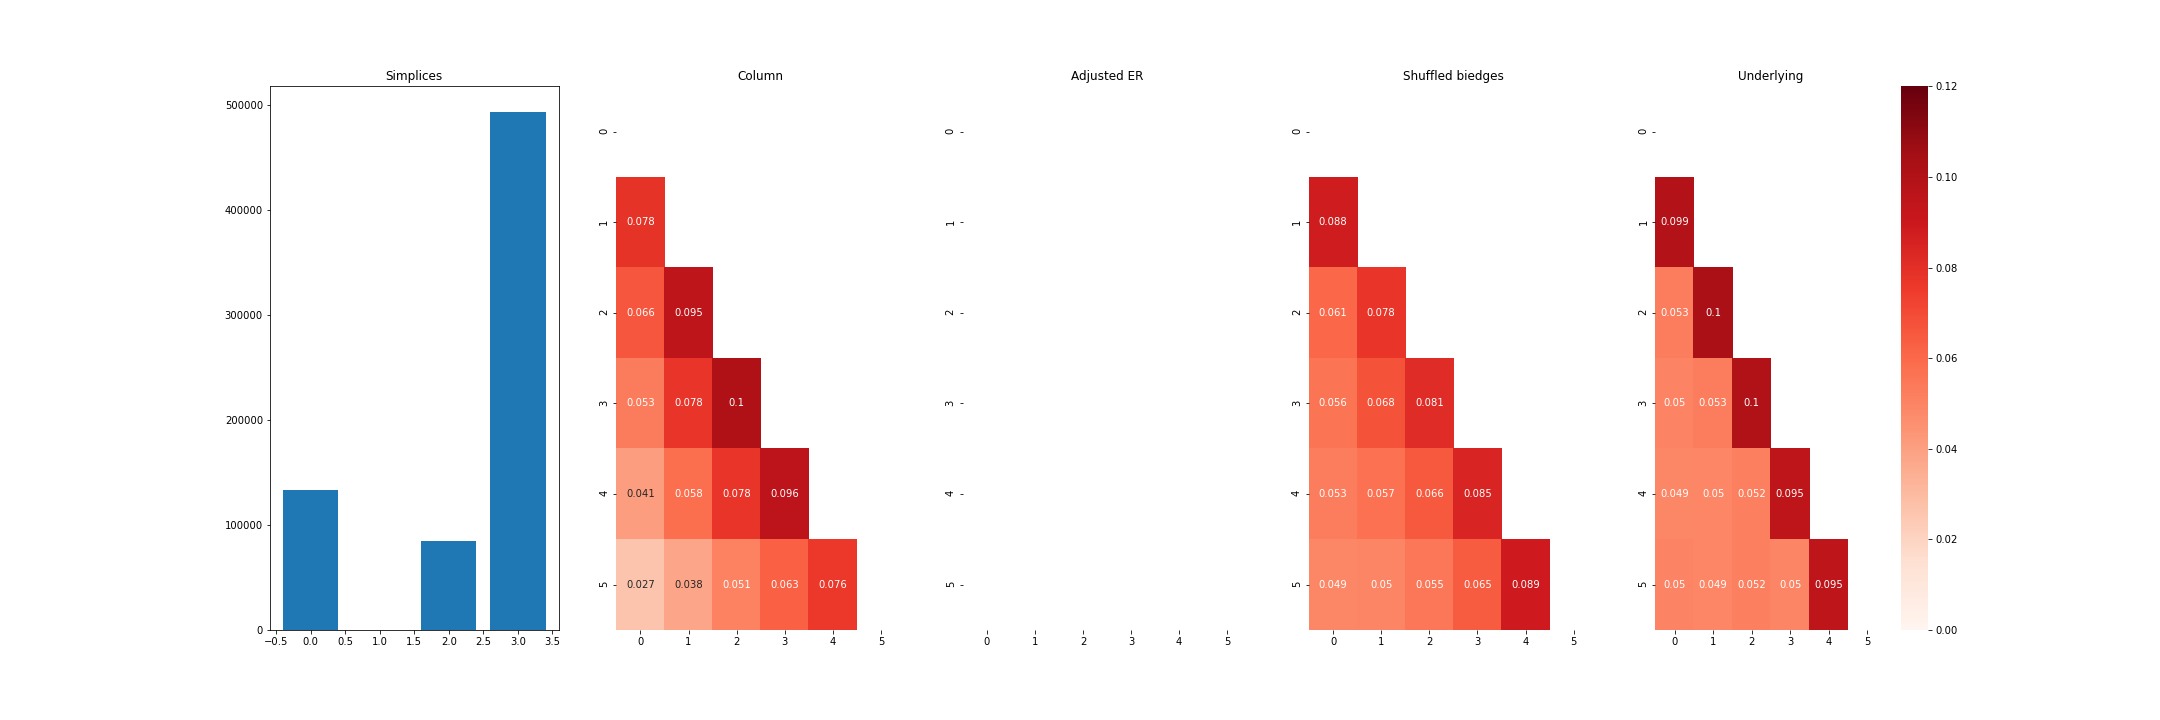 Simplices
500000
400000
300000
200000
100000
0
−0.5 0.0 0.5 1.0 1.5 2.0 2.5 3.0 3.5
Column
0
1
2
3
4
5
0.078
0.066 0.095
0.053 0.078 0.1
0.041 0.058 0.078 0.096
0.027 0.038 0.051 0.063 0.076
0 1 2 3 4 5
Adjusted ER
0
1
2
3
4
5
0 1 2 3 4 5
Shuffled biedges
0
1
2
3
4
5
0.088
0.061 0.078
0.056 0.068 0.081
0.053 0.057 0.066 0.085
0.049 0.05 0.055 0.065 0.089
0 1 2 3 4 5
Underlying
0
1
2
3
4
5
0.099
0.053 0.1
0.05 0.053 0.1
0.049 0.05 0.052 0.095
0.05 0.049 0.052 0.05 0.095
0 1 2 3 4 5
0.12
0.10
0.08
0.06
0.04
0.02
0.00